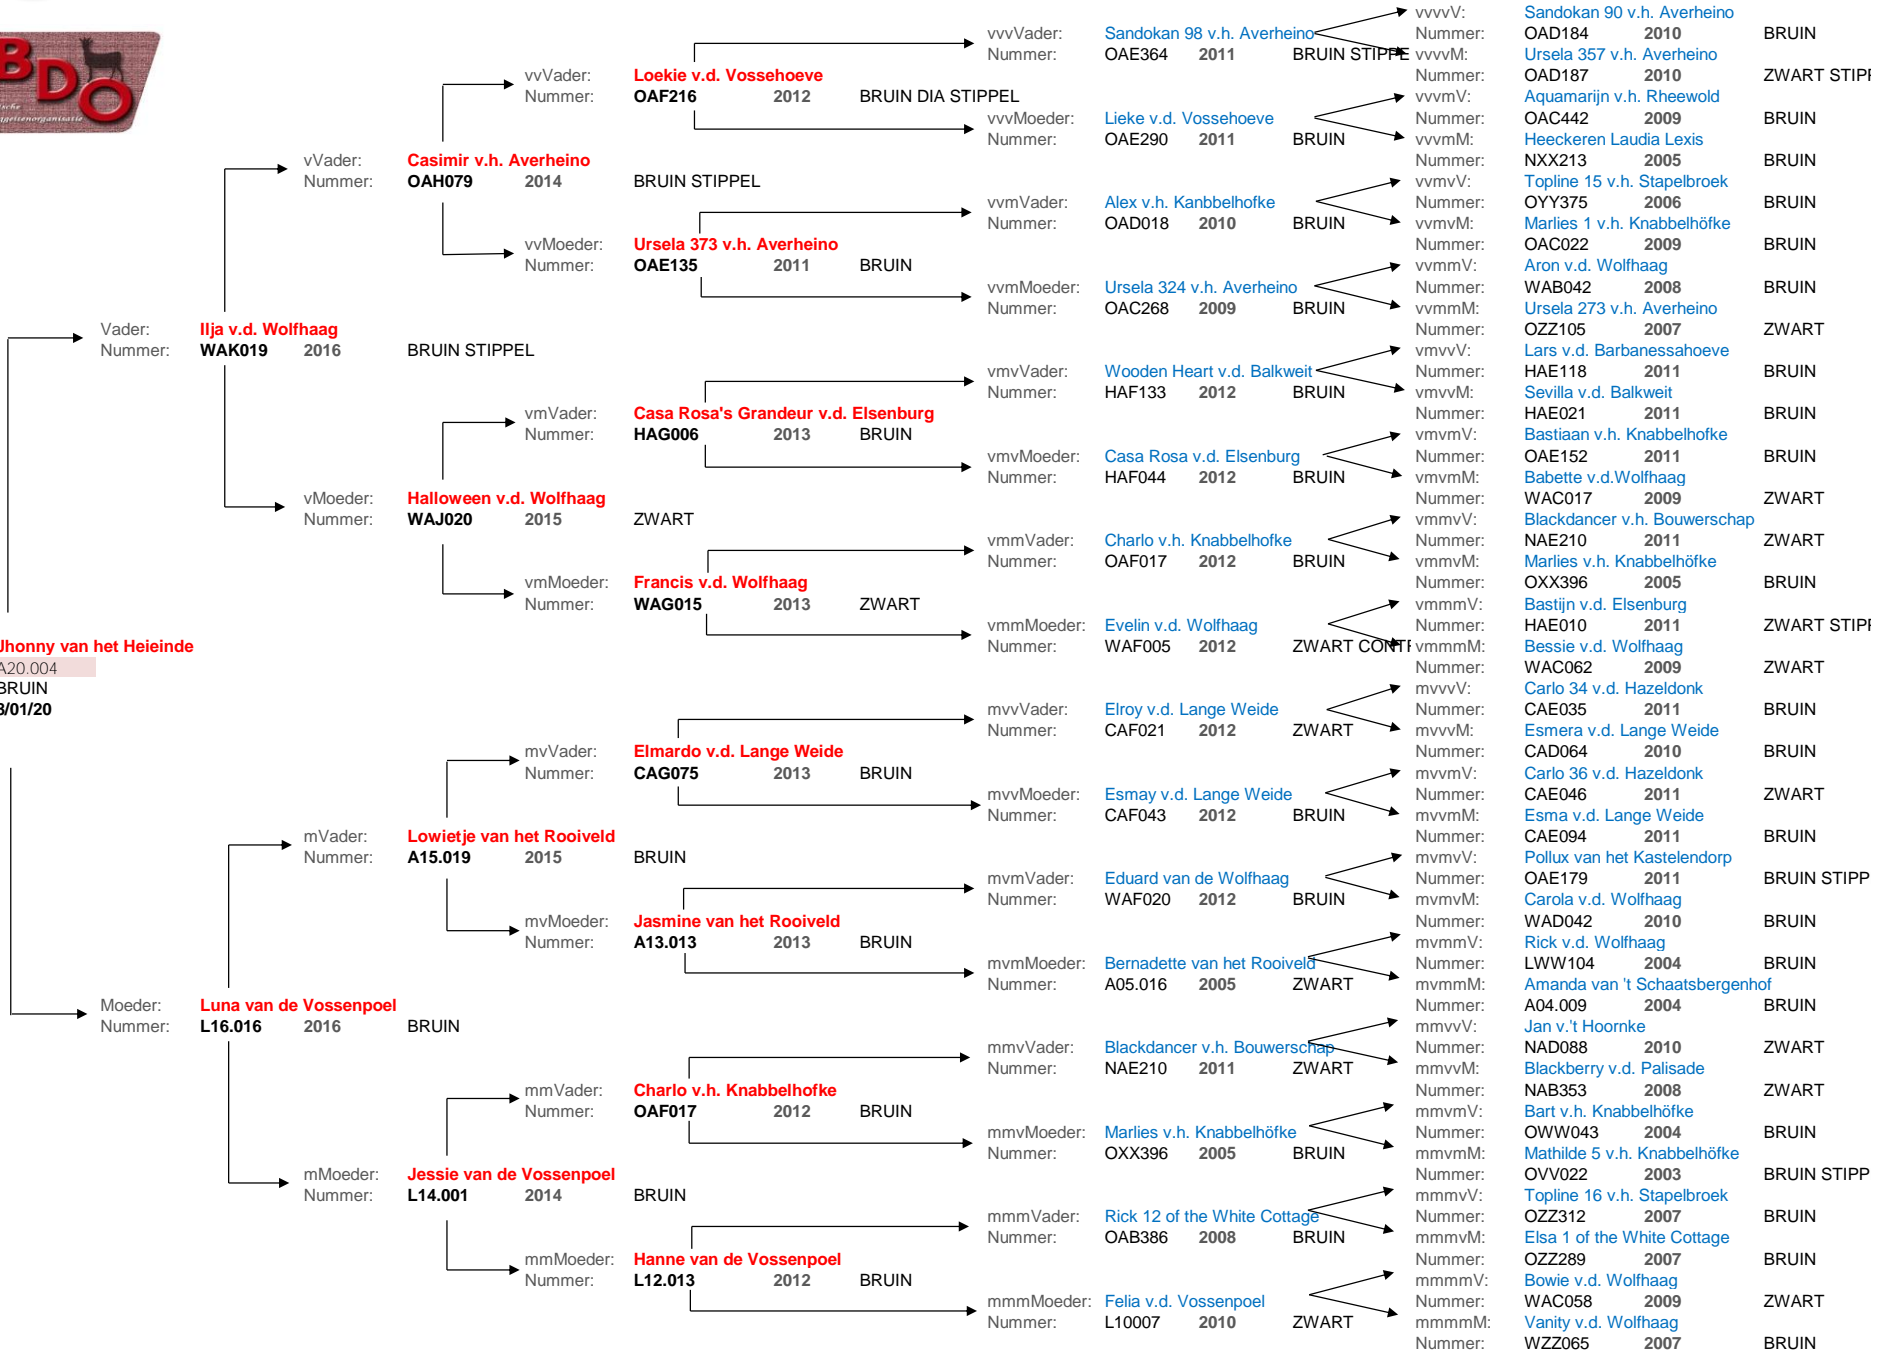 BDO
Jhonny van het Heieinde
A20.004
BRUIN
3/01/20
Vader: Ilja v.d. Wolfhaag
Nummer: WAK019 2016 BRUIN STIPPEL
Moeder: Luna van de Vossenpoel
Nummer: L16.016 2016 BRUIN
vVader: Casimir v.h. Averheino
Nummer: OAH079 2014 BRUIN STIPPEL
vMoeder: Halloween v.d. Wolfhaag
Nummer: WAJ020 2015 ZWART
mVader: Lowietje van het Rooiveld
Nummer: A15.019 2015 BRUIN
mMoeder: Jessie van de Vossenpoel
Nummer: L14.001 2014 BRUIN
vvVader: Loekie v.d. Vossehoeve
Nummer: OAF216 2012 BRUIN DIA STIPPEL
vvMoeder: Ursela 373 v.h. Averheino
Nummer: OAE135 2011 BRUIN
vmVader: Casa Rosa's Grandeur v.d. Elsenburg
Nummer: HAG006 2013 BRUIN
vmMoeder: Francis v.d. Wolfhaag
Nummer: WAG015 2013 ZWART
mvVader: Elmardo v.d. Lange Weide
Nummer: CAG075 2013 BRUIN
mvMoeder: Jasmine van het Rooiveld
Nummer: A13.013 2013 BRUIN
mmVader: Charlo v.h. Knabbelhofke
Nummer: OAF017 2012 BRUIN
mmMoeder: Hanne van de Vossenpoel
Nummer: L12.013 2012 BRUIN
vvvVader: Sandokan 98 v.h. Averheino
Nummer: OAE364 2011 BRUIN STIPPE
vvvMoeder: Lieke v.d. Vossehoeve
Nummer: OAE290 2011 BRUIN
vvmVader: Alex v.h. Kanbbelhofke
Nummer: OAD018 2010 BRUIN
vvmMoeder: Ursela 324 v.h. Averheino
Nummer: OAC268 2009 BRUIN
vmvVader: Wooden Heart v.d. Balkweit
Nummer: HAF133 2012 BRUIN
vmvMoeder: Casa Rosa v.d. Elsenburg
Nummer: HAF044 2012 BRUIN
vmmVader: Charlo v.h. Knabbelhofke
Nummer: OAF017 2012 BRUIN
vmmMoeder: Evelin v.d. Wolfhaag
Nummer: WAF005 2012 ZWART CONTR
mvvVader: Elroy v.d. Lange Weide
Nummer: CAF021 2012 ZWART
mvvMoeder: Esmay v.d. Lange Weide
Nummer: CAF043 2012 BRUIN
mvmVader: Eduard van de Wolfhaag
Nummer: WAF020 2012 BRUIN
mvmMoeder: Bernadette van het Rooiveld
Nummer: A05.016 2005 ZWART
mmvVader: Blackdancer v.h. Bouwerschap
Nummer: NAE210 2011 ZWART
mmvMoeder: Marlies v.h. Knabbelhöfke
Nummer: OXX396 2005 BRUIN
mmmVader: Rick 12 of the White Cottage
Nummer: OAB386 2008 BRUIN
mmmMoeder: Felia v.d. Vossenpoel
Nummer: L10007 2010 ZWART
vvvvV: Sandokan 90 v.h. Averheino
Nummer: OAD184 2010 BRUIN
vvvvM: Ursela 357 v.h. Averheino
Nummer: OAD187 2010 ZWART STIPP
vvvmV: Aquamarijn v.h. Rheewold
Nummer: OAC442 2009 BRUIN
vvvmM: Heeckeren Laudia Lexis
Nummer: NXX213 2005 BRUIN
vvmvV: Topline 15 v.h. Stapelbroek
Nummer: OYY375 2006 BRUIN
vvmvM: Marlies 1 v.h. Knabbelhöfke
Nummer: OAC022 2009 BRUIN
vvmmV: Aron v.d. Wolfhaag
Nummer: WAB042 2008 BRUIN
vvmmM: Ursela 273 v.h. Averheino
Nummer: OZZ105 2007 ZWART
vmvvV: Lars v.d. Barbanessahoeve
Nummer: HAE118 2011 BRUIN
vmvvM: Sevilla v.d. Balkweit
Nummer: HAE021 2011 BRUIN
vmvmV: Bastiaan v.h. Knabbelhofke
Nummer: OAE152 2011 BRUIN
vmvmM: Babette v.d.Wolfhaag
Nummer: WAC017 2009 ZWART
vmmvV: Blackdancer v.h. Bouwerschap
Nummer: NAE210 2011 ZWART
vmmvM: Marlies v.h. Knabbelhöfke
Nummer: OXX396 2005 BRUIN
vmmmV: Bastijn v.d. Elsenburg
Nummer: HAE010 2011 ZWART STIPP
vmmmM: Bessie v.d. Wolfhaag
Nummer: WAC062 2009 ZWART
mvvvV: Carlo 34 v.d. Hazeldonk
Nummer: CAE035 2011 BRUIN
mvvvM: Esmera v.d. Lange Weide
Nummer: CAD064 2010 BRUIN
mvvmV: Carlo 36 v.d. Hazeldonk
Nummer: CAE046 2011 ZWART
mvvmM: Esma v.d. Lange Weide
Nummer: CAE094 2011 BRUIN
mvmvV: Pollux van het Kastelendorp
Nummer: OAE179 2011 BRUIN STIPP
mvmvM: Carola v.d. Wolfhaag
Nummer: WAD042 2010 BRUIN
mvmmV: Rick v.d. Wolfhaag
Nummer: LWW104 2004 BRUIN
mvmmM: Amanda van 't Schaatsbergenhof
Nummer: A04.009 2004 BRUIN
mmvvV: Jan v.'t Hoornke
Nummer: NAD088 2010 ZWART
mmvvM: Blackberry v.d. Palisade
Nummer: NAB353 2008 ZWART
mmvmV: Bart v.h. Knabbelhöfke
Nummer: OWW043 2004 BRUIN
mmvmM: Mathilde 5 v.h. Knabbelhöfke
Nummer: OVV022 2003 BRUIN STIPP
mmmvV: Topline 16 v.h. Stapelbroek
Nummer: OZZ312 2007 BRUIN
mmmvM: Elsa 1 of the White Cottage
Nummer: OZZ289 2007 BRUIN
mmmmV: Bowie v.d. Wolfhaag
Nummer: WAC058 2009 ZWART
mmmmM: Vanity v.d. Wolfhaag
Nummer: WZZ065 2007 BRUIN